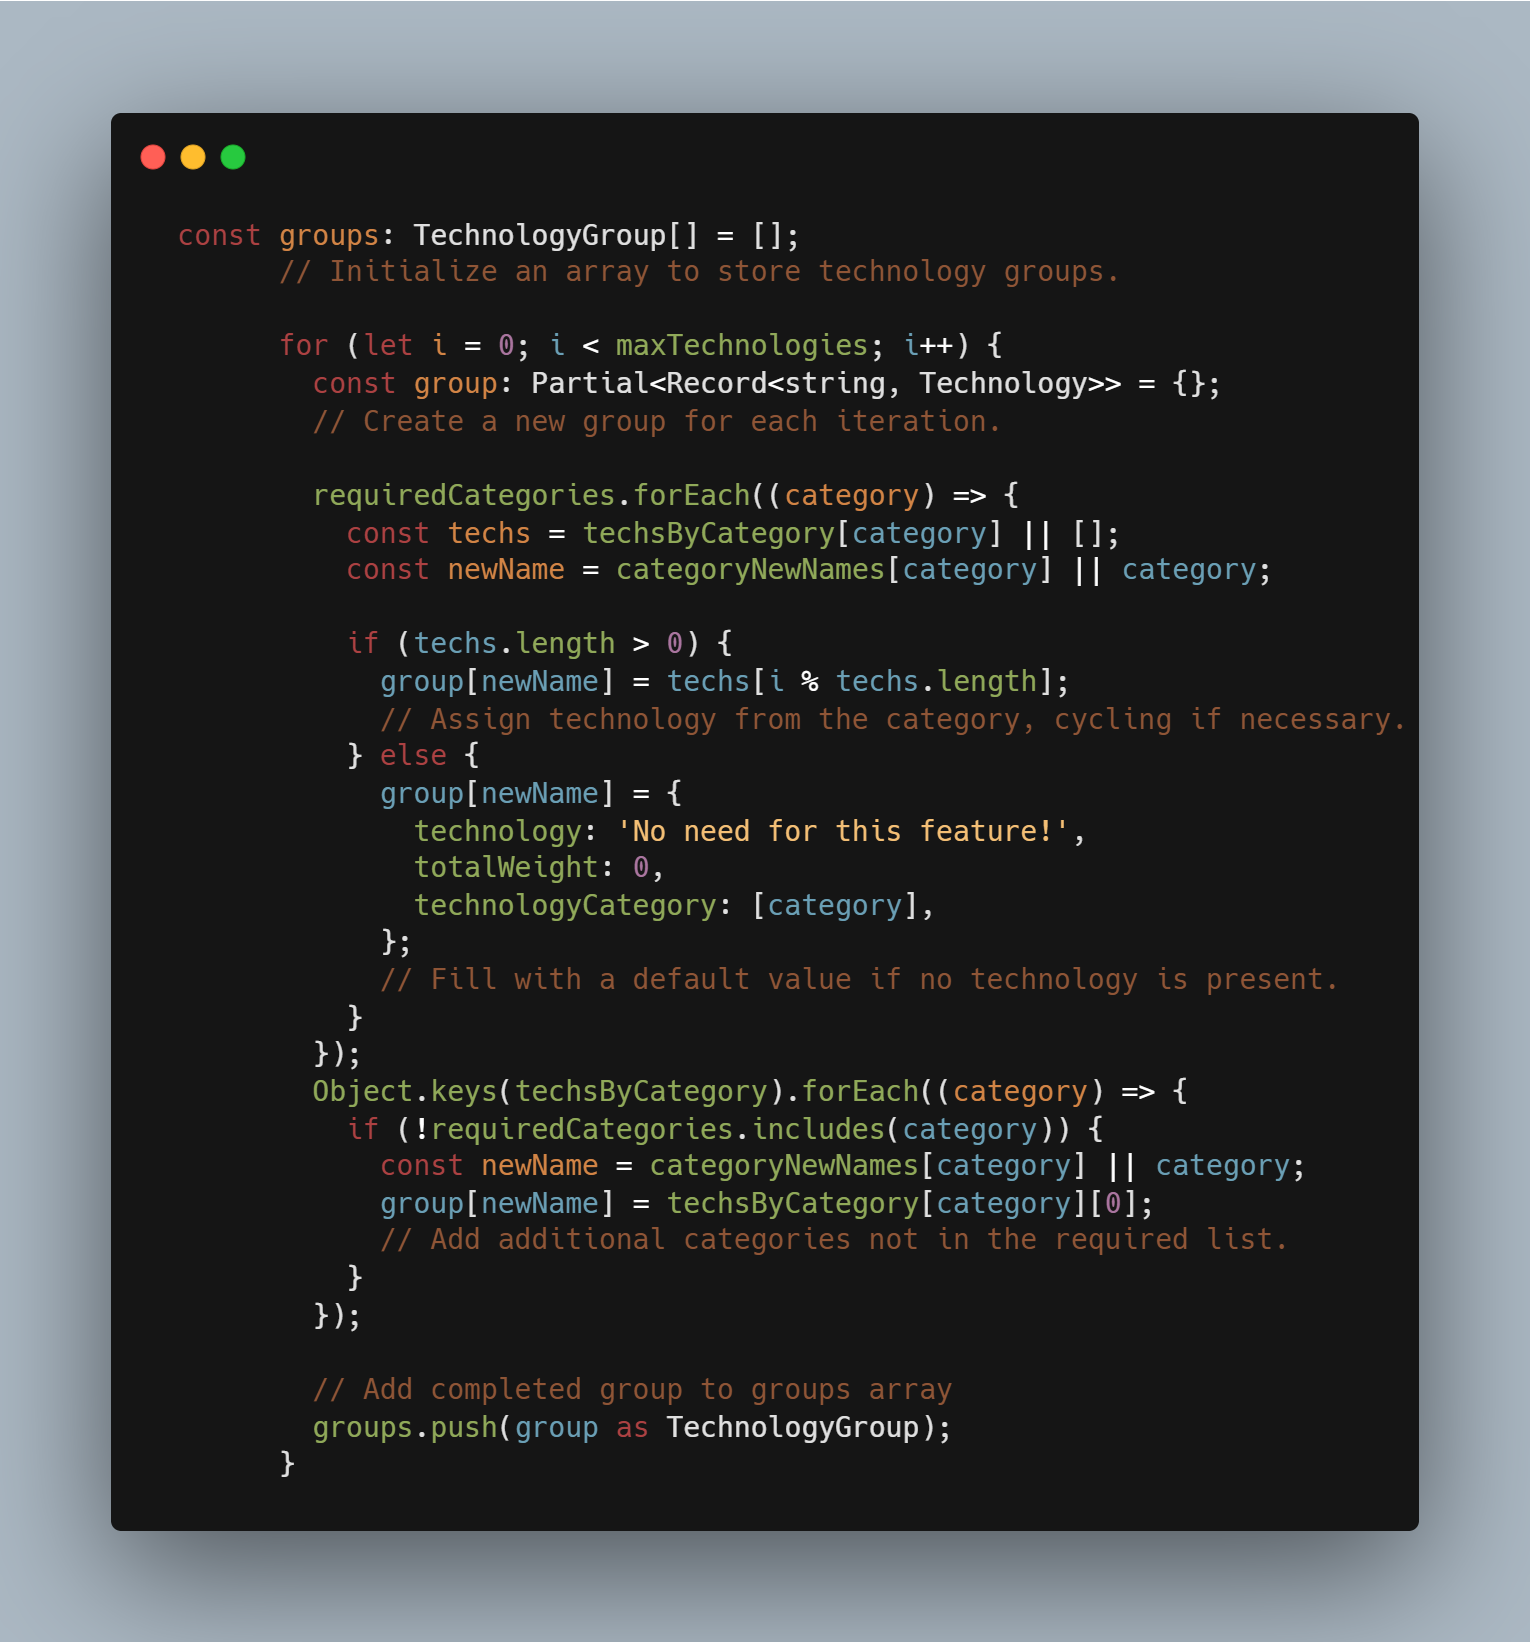 const groups: TechnologyGroup[] = [];
// Initialize an array to store technology groups.
for (let i = 0; i < maxTechnologies; i++) {
const group: Partial<Record<string, Technology>> = {};
// Create a new group for each iteration.
requiredCategories.forEach((category) => {
const techs = techsByCategory[category] || [];
const newName = categoryNewNames[category] || category;
if (techs.length > 0) {
group[newName] = techs[i % techs.length];
// Assign technology from the category, cycling if necessary.
} else {
group[newName] = {
technology: 'No need for this feature!',
totalWeight: 0,
technologyCategory: [category],
};
// Fill with a default value if no technology is present.
}
});
Object.keys(techsByCategory).forEach((category) => {
if (!requiredCategories.includes(category)) {
const newName = categoryNewNames[category] || category;
group[newName] = techsByCategory[category][0];
// Add additional categories not in the required list.
}
});
// Add completed group to groups array
groups.push(group as TechnologyGroup);
}